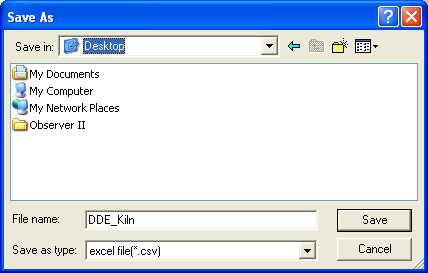 Save As
Save in: Desktop
My Documents
My Computer
My Network Places
Observer II
File name: DDE_Kiln Save
Save as type: excel file(*.csv) Cancel